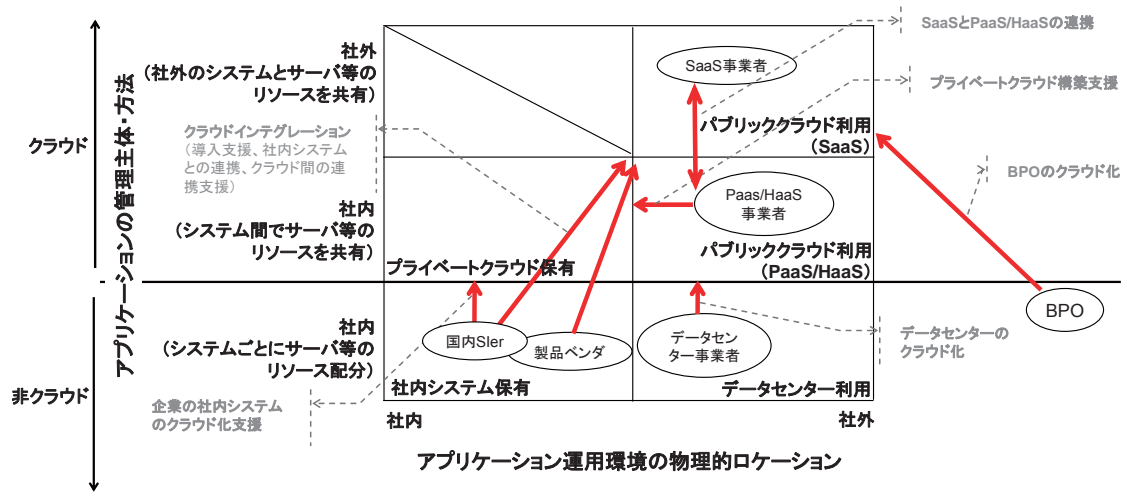 SaaSとPaaS/HaaSの連携
社外
(社外のシステムとサーバ等の
リソースを共有)
SaaS事業者
プライベートクラウド構築支援
クラウド
クラウドインテグレーション
(導入支援、社内システム
との連携、クラウド間の連
携支援)
パブリッククラウド利用
(SaaS)
BPOのクラウド化
アプリケーションの管理主体・方法
社内
(システム間でサーバ等の
リソースを共有)
Paas/HaaS
事業者
プライベートクラウド保有
パブリッククラウド利用
(PaaS/HaaS)
BPO
社内
(システムごとにサーバ等の
リソース配分)
国内SIer
製品ベンダ
データセン
ター事業者
データセンターの
クラウド化
非クラウド
企業の社内システム
のクラウド化支援
社内システム保有
データセンター利用
社内
社外
アプリケーション運用環境の物理的ロケーション